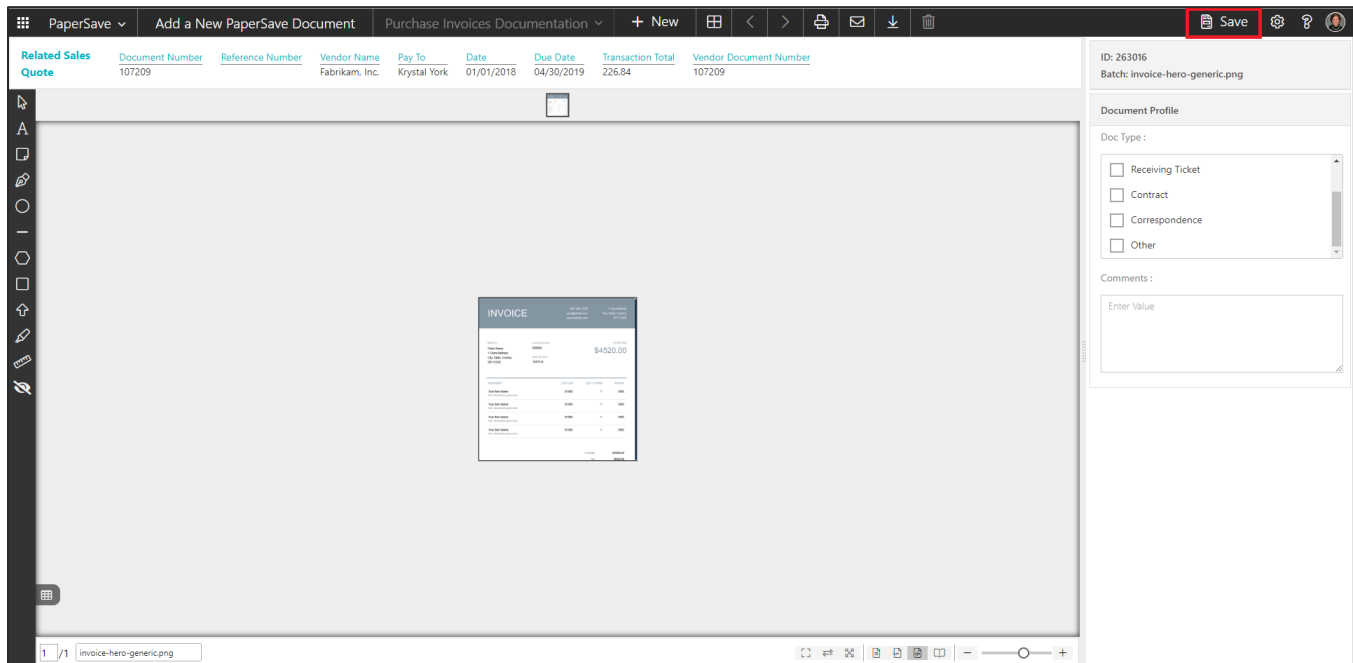 PaperSave
Add a New PaperSave Document
Purchase Invoices Documentation
+ New
Save
Related Sales Quote
Document Number
107209
Reference Number
Vendor Name
Fabrikam, Inc.
Pay To
Krystal York
Date
01/01/2018
Due Date
04/30/2019
Transaction Total
226.84
Vendor Document Number
107209
ID: 263016
Batch: invoice-hero-generic.png
Document Profile
Doc Type :
Receiving Ticket
Contract
Correspondence
Other
Comments :
Enter Value
A
INVOICE
$4520.00
1 /1 invoice-hero-generic.png